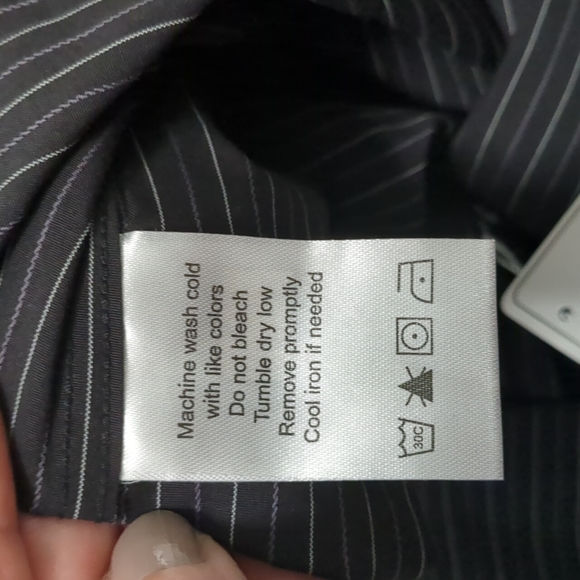 Machine wash cold
with like colors
Do not bleach
Tumble dry low
Remove promptly
Cool iron if needed
30C